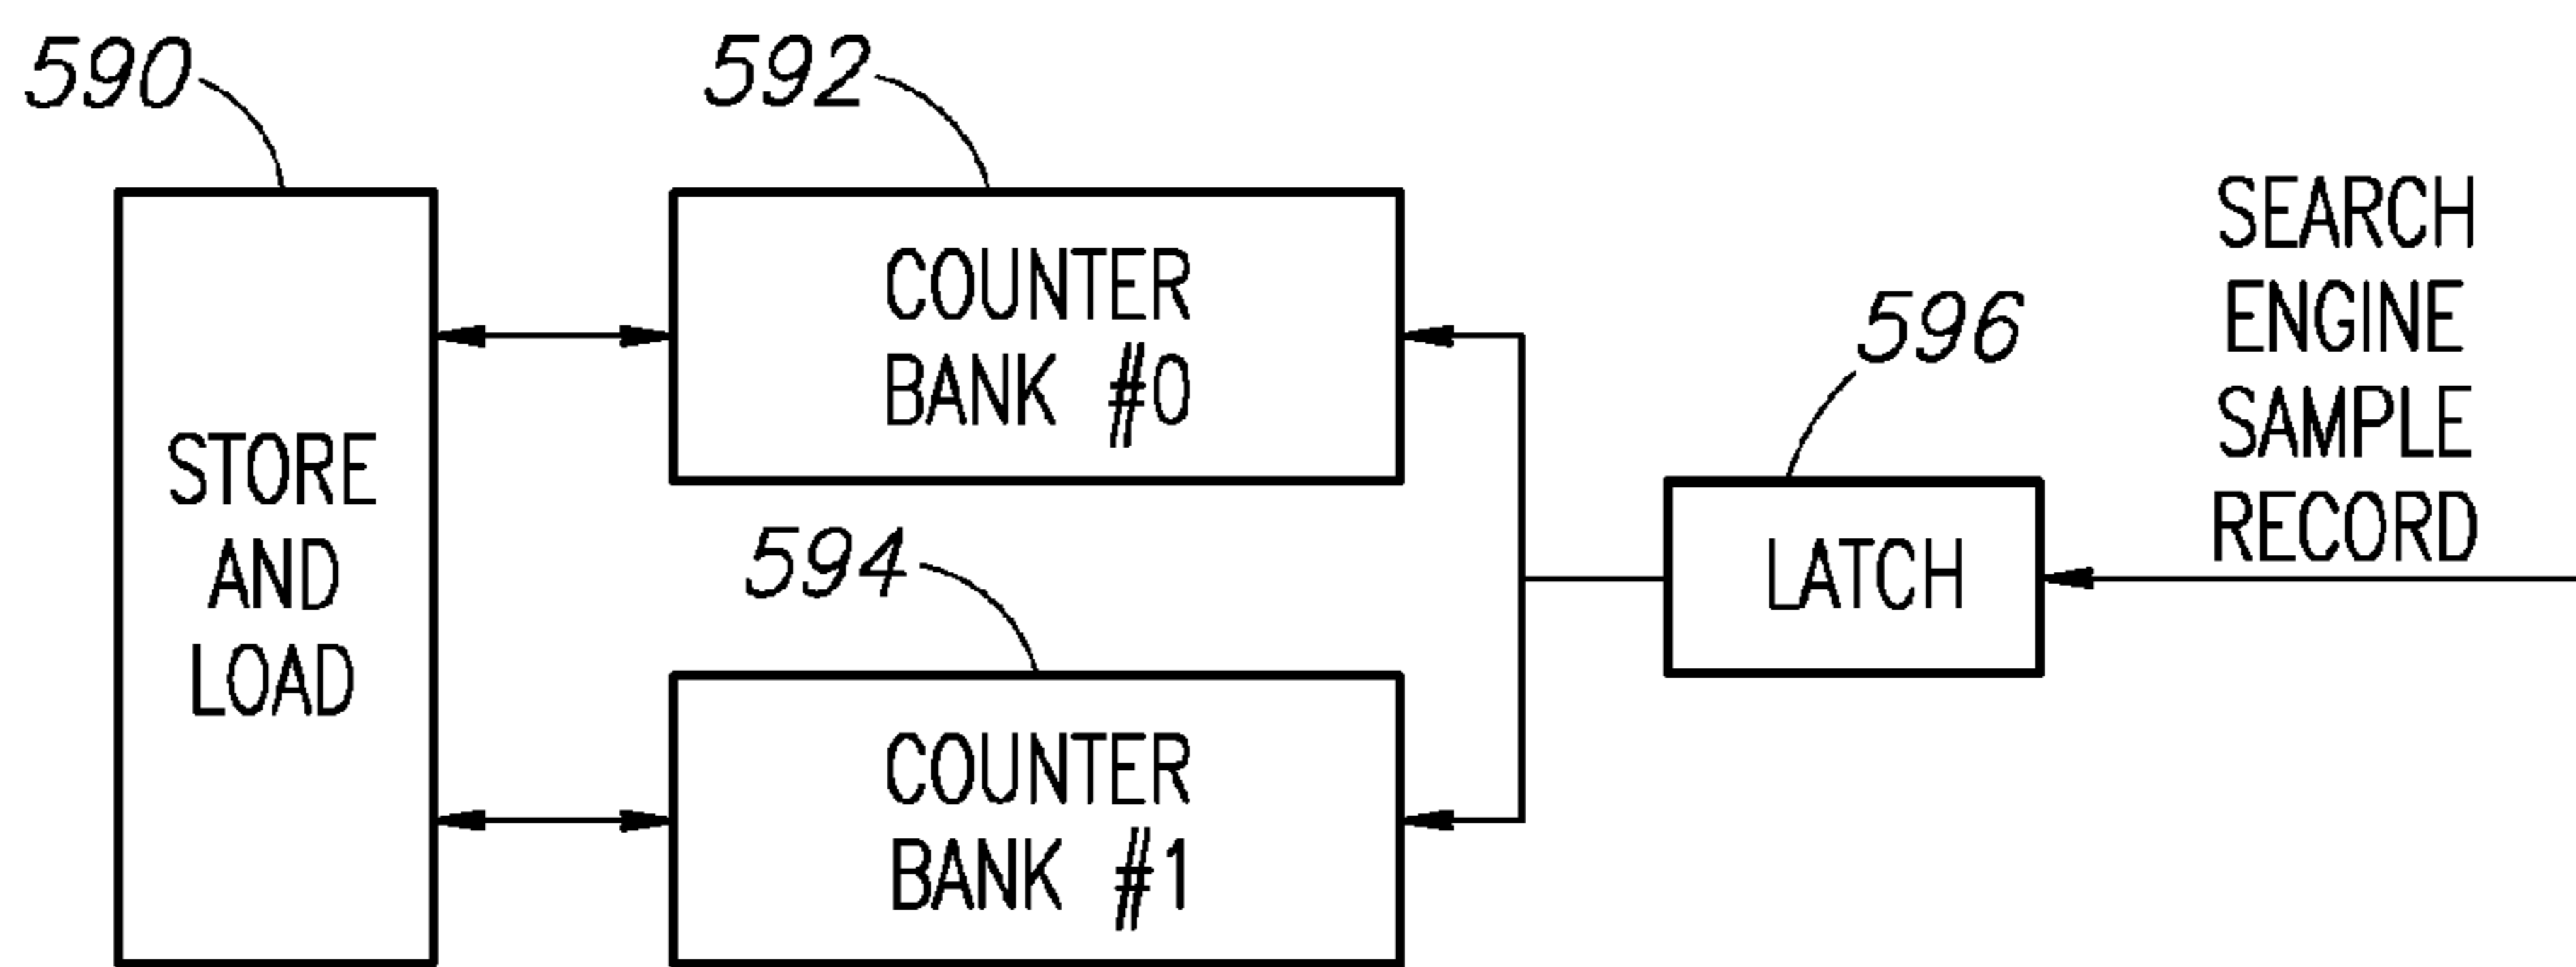 590
592
COUNTER
BANK #0
594
COUNTER
BANK #1
STORE
AND
LOAD
596
LATCH
SEARCH
ENGINE
SAMPLE
RECORD